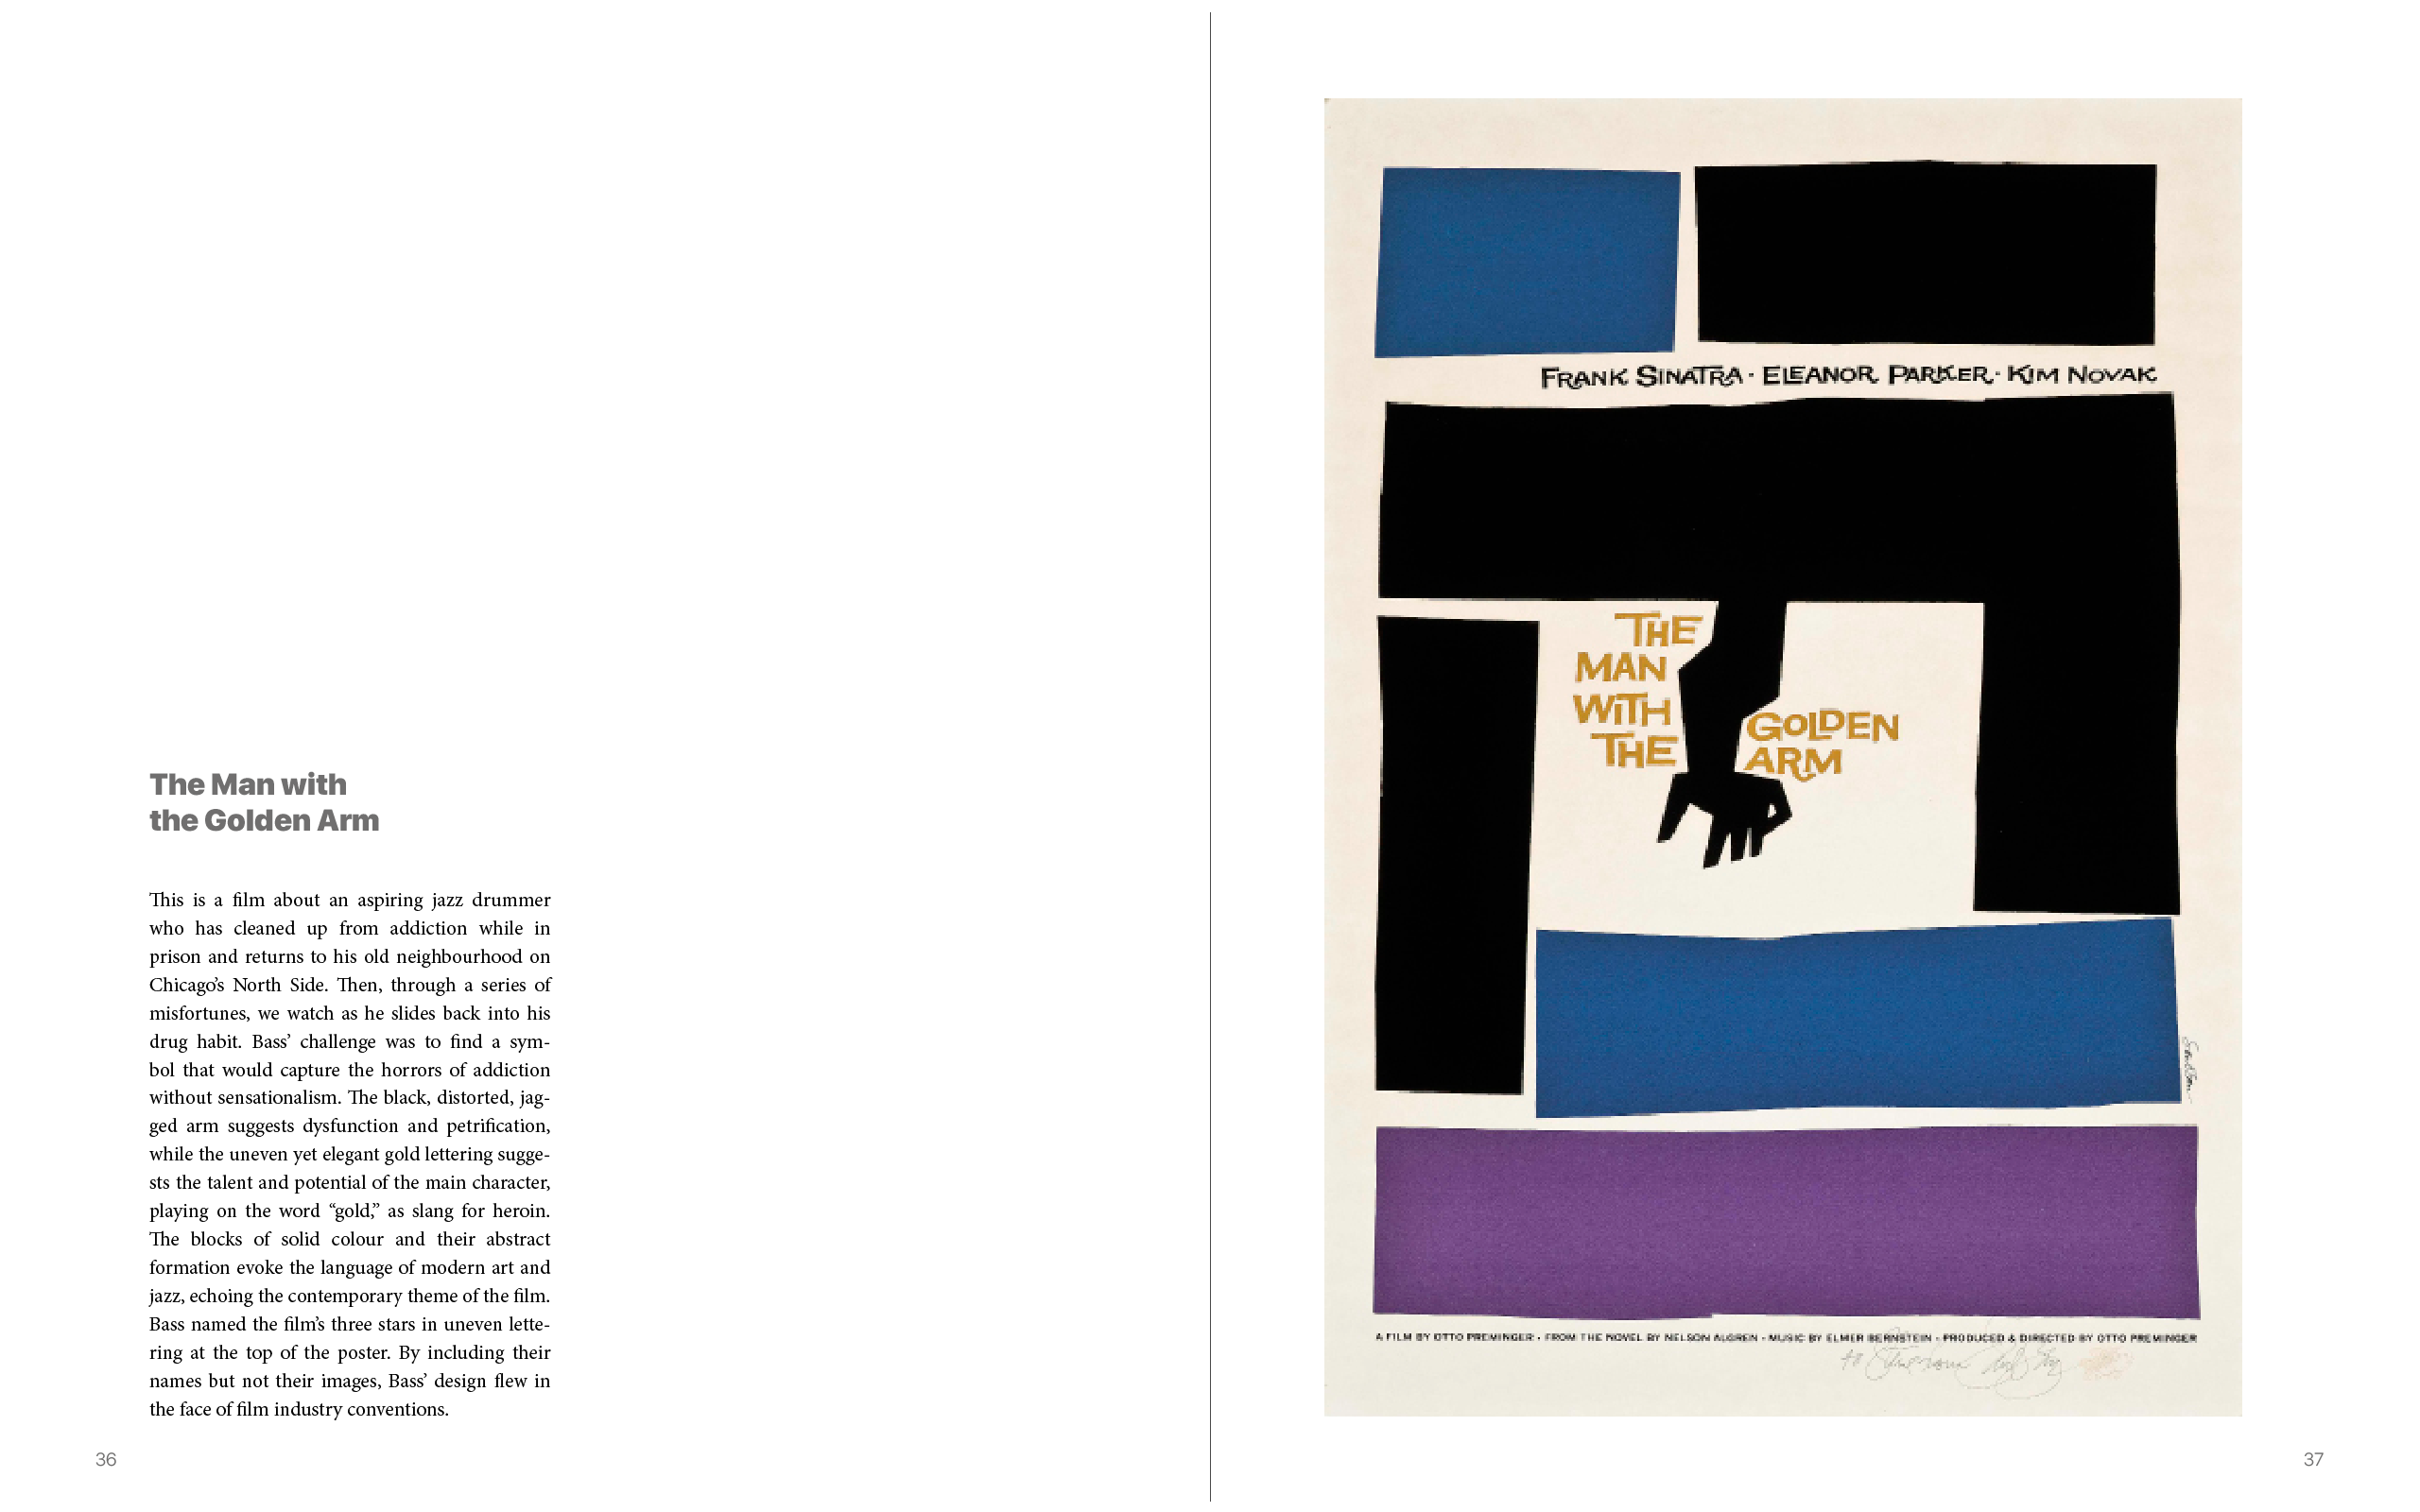 The Man with
the Golden Arm
This is a film about an aspiring jazz drummer
who has cleaned up from addiction while in
prison and returns to his old neighbourhood on
Chicago’s North Side. Then, through a series of
misfortunes, we watch as he slides back into his
drug habit. Bass’ challenge was to find a sym-
bol that would capture the horrors of addiction
without sensationalism. The black, distorted, jag-
ged arm suggests dysfunction and petrification,
while the uneven yet elegant gold lettering sugge-
sts the talent and potential of the main character,
playing on the word “gold,” as slang for heroin.
The blocks of solid colour and their abstract
formation evoke the language of modern art and
jazz, echoing the contemporary theme of the film.
Bass named the film’s three stars in uneven lette-
ring at the top of the poster. By including their
names but not their images, Bass’ design flew in
the face of film industry conventions.
36
FRANK SINATRA · ELEANOR PARKER · KIM NOVAK
THE
MAN
WiTH
THE
GOLDEN
ARM
A FILM BY OTTO PREMINGER • FROM THE NOVEL BY NELSON ALGREN • MUSIC BY ELMER BERNSTEIN • PRODUCED & DIRECTED BY OTTO PREMINGER
37